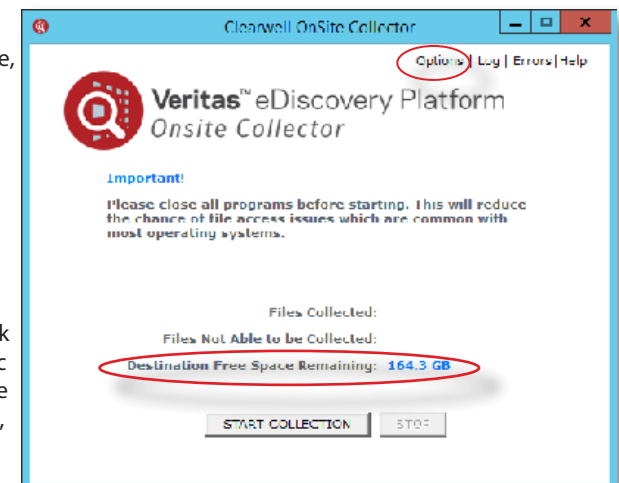 Clearwell OnSite Collector
Options | Log | Errors | Help
e,
Veritas™ eDiscovery Platform
Onsite Collector
Important!
Please close all programs before starting. This will reduce
the chance of file access issues which are common with
most operating systems.
Files Collected:
k
Files Not Able to be Collected:
c
Destination Free Space Remaining: 164.3 GB
e
,
START COLLECTION
STOP